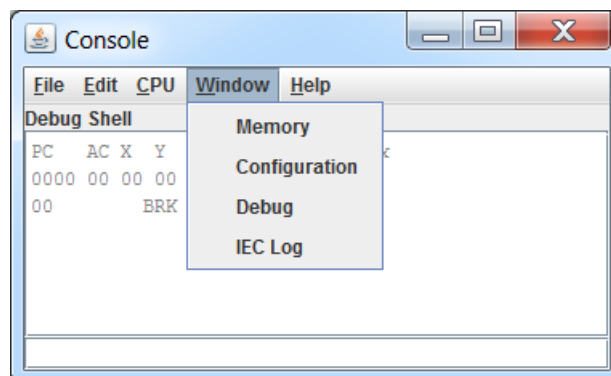 Console
File Edit CPU Window Help
Debug Shell
Memory
Configuration
Debug
IEC Log
PC AC X Y
0000 00 00 00
00 BRK